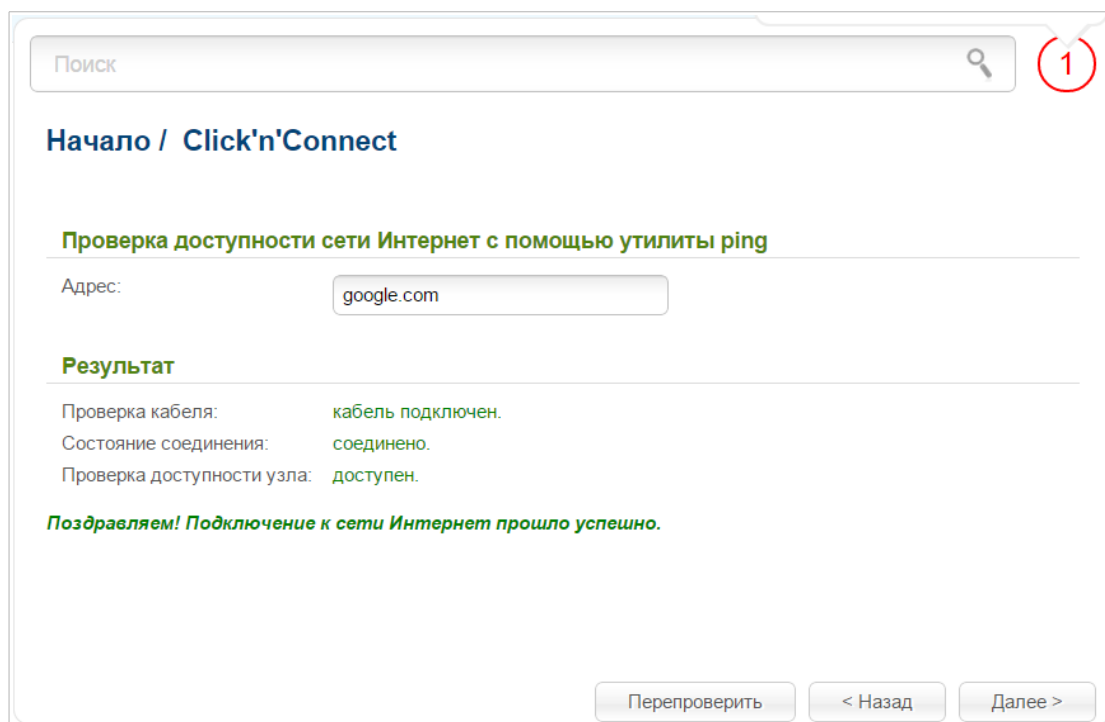 Поиск
1
Начало / Click'n'Connect
Проверка доступности сети Интернет с помощью утилиты ping
Адрес: google.com
Результат
Проверка кабеля: кабель подключен.
Состояние соединения: соединено.
Проверка доступности узла: доступен.
Поздравляем! Подключение к сети Интернет прошло успешно.
Перепроверить < Назад Далее >